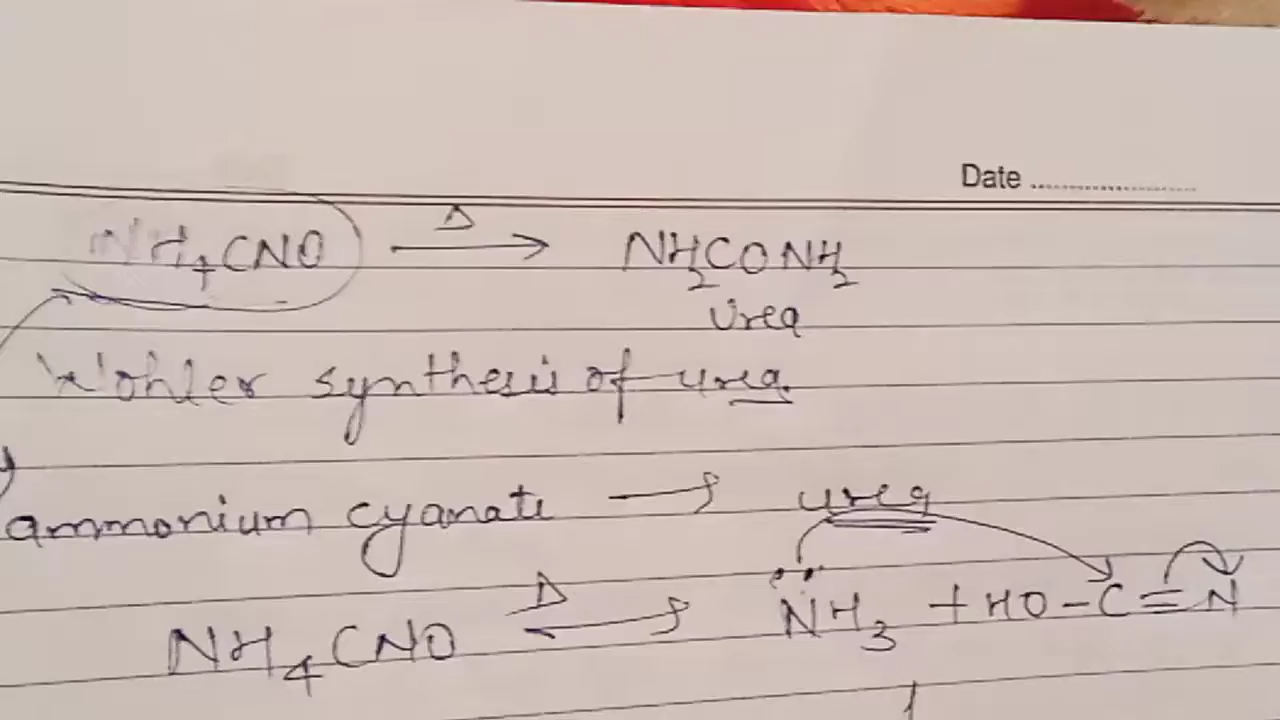 Date ..........................
NH4CNO —Δ→ NH2CONH2
Urea
Wohler synthesis of urea.
ammonium cyanate → urea
NH4CNO ⇌ Δ NH3 + HO-C≡N